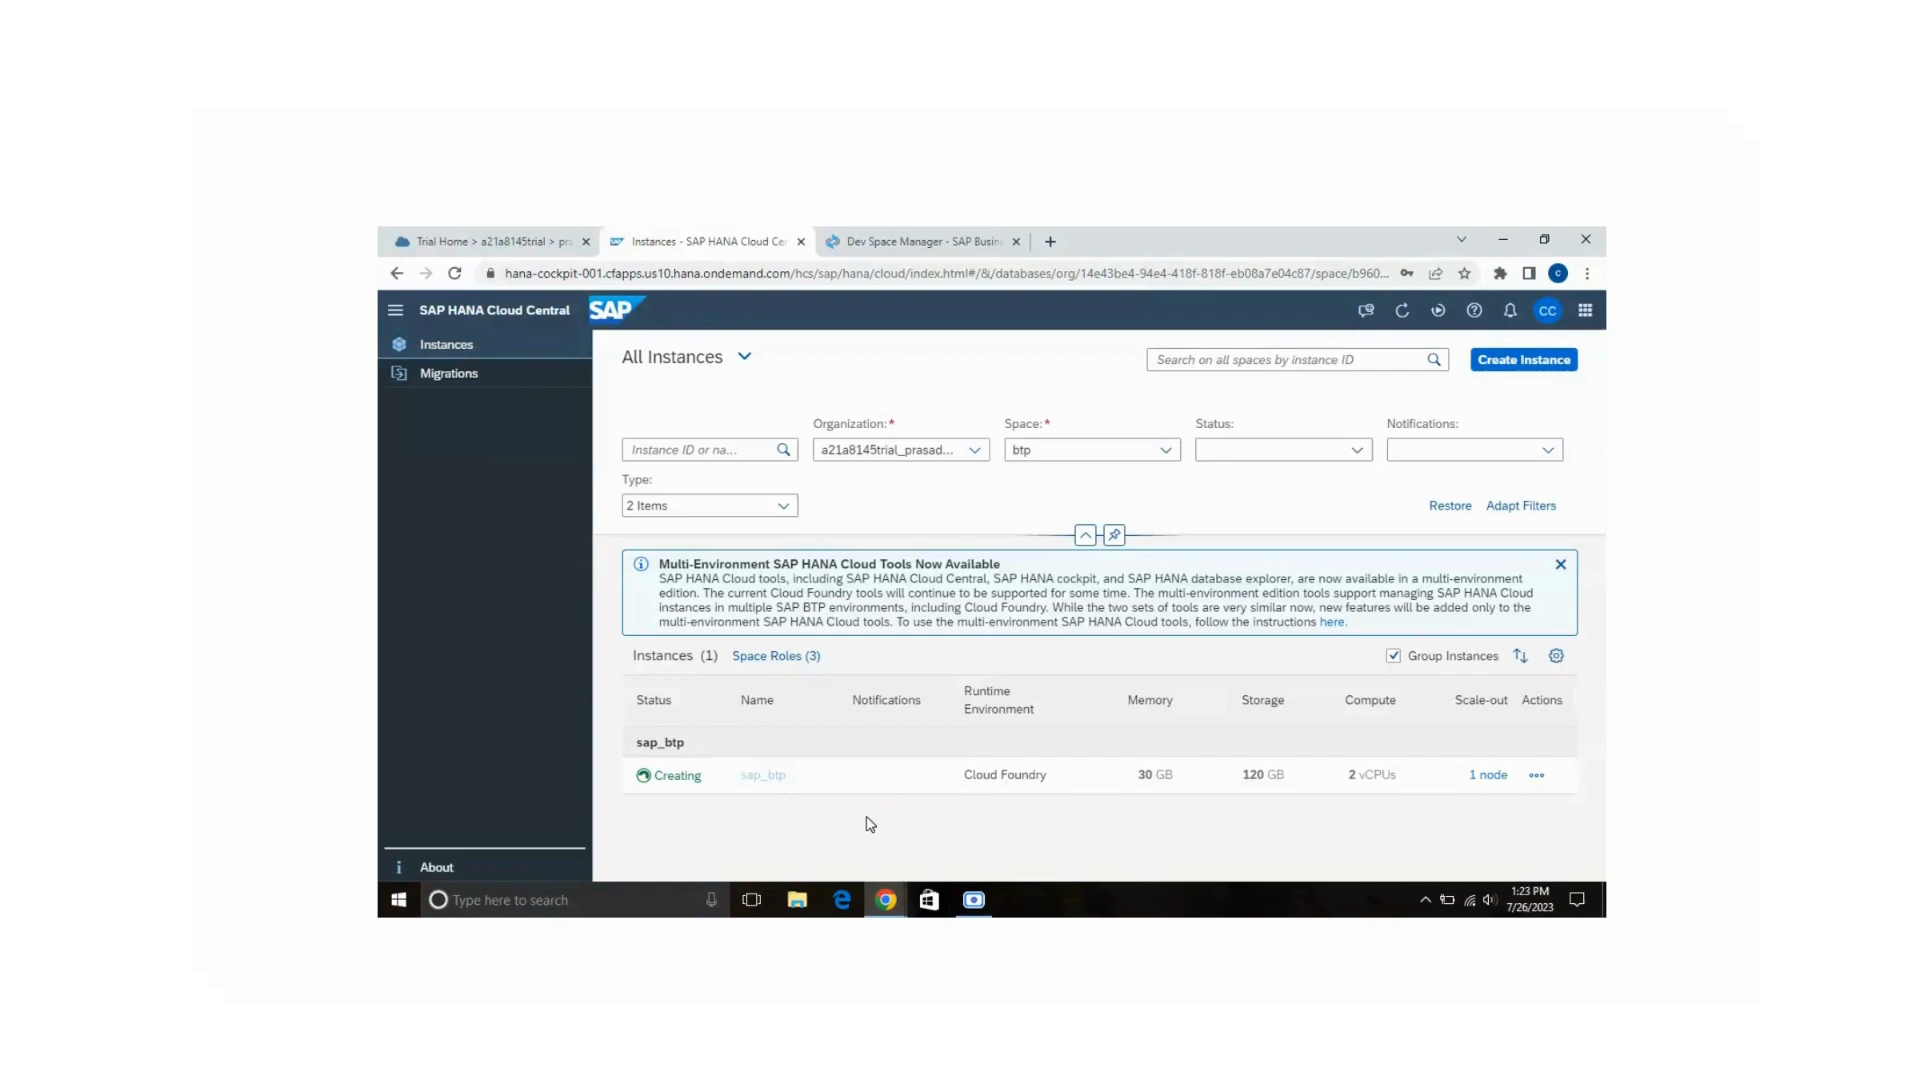 Trial Home > a21a8145trial > pra
Instances - SAP HANA Cloud Cer
Dev Space Manager - SAP Busine
hana-cockpit-001.cfapps.us10.hana.ondemand.com/hcs/sap/hana/cloud/index.html#/&/databases/org/14e43be4-94e4-418f-818f-eb08a7e04c87/space/b960...
C
SAP HANA Cloud Central
SAP
CC
Instances
Migrations
All Instances
Search on all spaces by instance ID
Create Instance
Organization:*
Space:*
Status:
Notifications:
Instance ID or na...
a21a8145trial_prasad...
btp
Type:
2 Items
Restore
Adapt Filters
Multi-Environment SAP HANA Cloud Tools Now Available
SAP HANA Cloud tools, including SAP HANA Cloud Central, SAP HANA cockpit, and SAP HANA database explorer, are now available in a multi-environment
edition. The current Cloud Foundry tools will continue to be supported for some time. The multi-environment edition tools support managing SAP HANA Cloud
instances in multiple SAP BTP environments, including Cloud Foundry. While the two sets of tools are very similar now, new features will be added only to the
multi-environment SAP HANA Cloud tools. To use the multi-environment SAP HANA Cloud tools, follow the instructions here.
Instances (1)
Space Roles (3)
Group Instances
Status
Name
Notifications
Runtime
Environment
Memory
Storage
Compute
Scale-out
Actions
sap_btp
Creating
sap_btp
Cloud Foundry
30 GB
120 GB
2 vCPUs
1 node
About
Type here to search
1:23 PM
7/26/2023